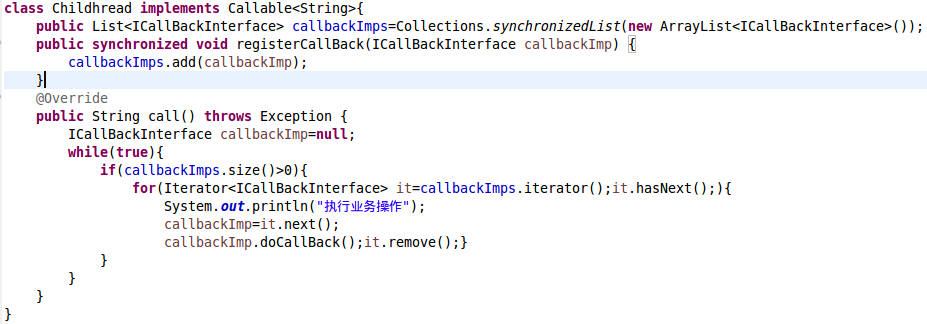 class Childhread implements Callable<String>{
    public List<ICallBackInterface> callbackImps=Collections.synchronizedList(new ArrayList<ICallBackInterface>());
    public synchronized void registerCallBack(ICallBackInterface callbackImp) {
        callbackImps.add(callbackImp);
    }
    @Override
    public String call() throws Exception {
        ICallBackInterface callbackImp=null;
        while(true){
            if(callbackImps.size()>0){
                for(Iterator<ICallBackInterface> it=callbackImps.iterator();it.hasNext();){
                    System.out.println("执行业务操作");
                    callbackImp=it.next();
                    callbackImp.doCallBack();it.remove();}
            }
        }
    }
}